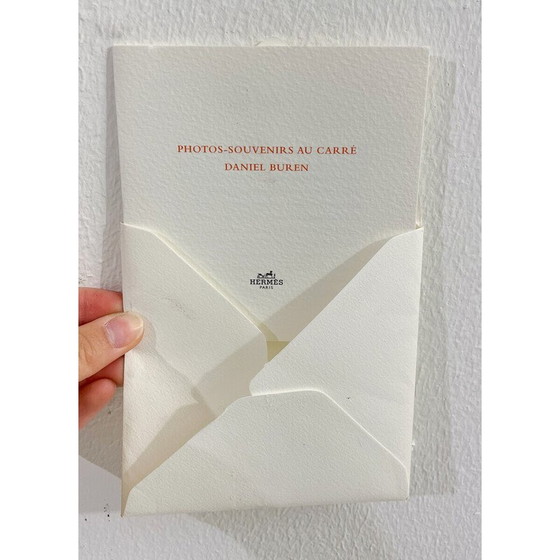 PHOTOS-SOUVENIRS AU CARRÉ
DANIEL BUREN
HERMÈS
PARIS